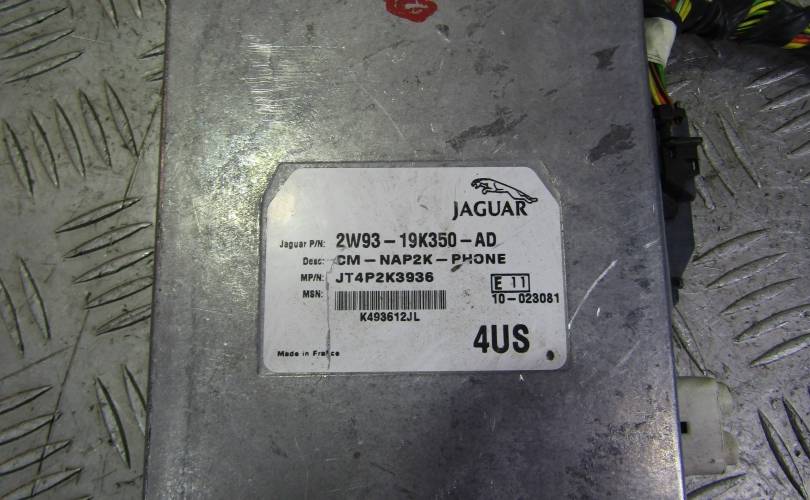 JAGUAR
Jaguar P/N: 2W93-19K350-AD
Desc: CM-NAP2K-PHONE
MP/N: JT4P2K3936
E 11
MSN:
10-023081
K493612JL
4US
Made in France